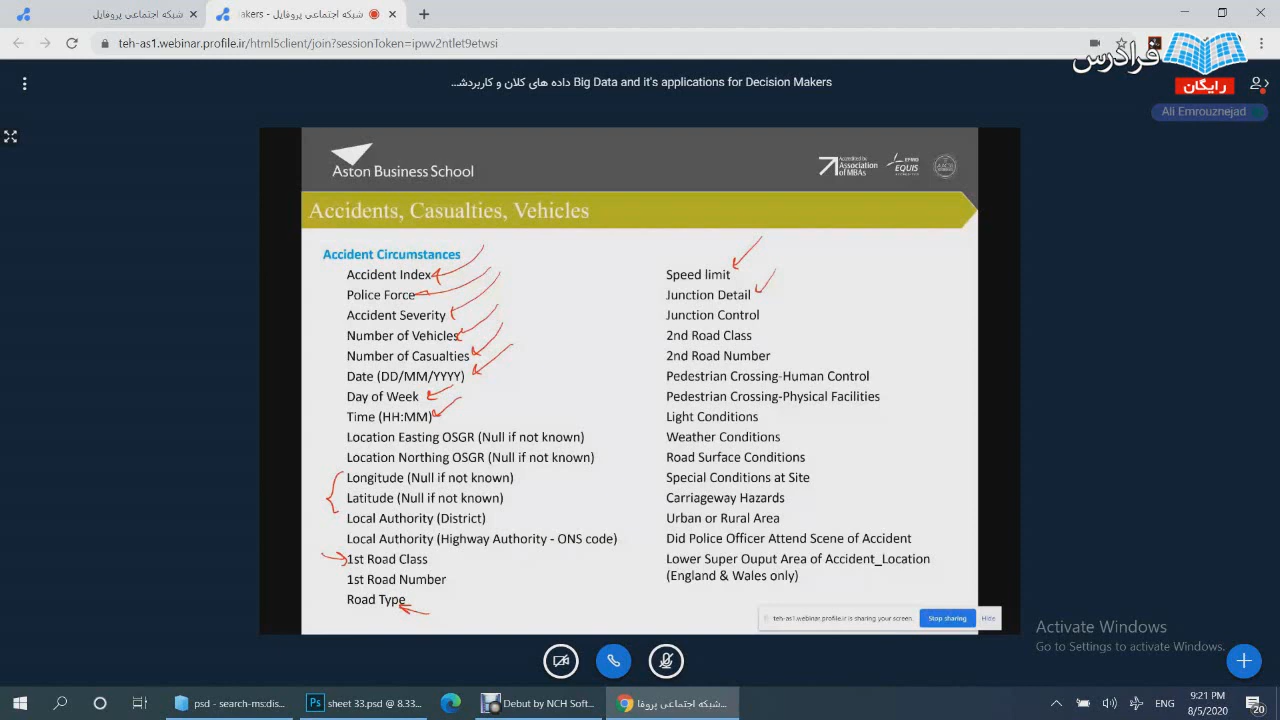 شبکه اجتماعی پروفایل
akers - شبکه اجتماعی پروفایل
teh-as1.webinar.profile.ir/html5client/join?sessionToken=ipwv2ntlet9etwsi
فرادرس
رایگان
داده های کلان و کاربردش... Big Data and it's applications for Decision Makers
Ali Emrouznejad
Aston Business School
Accredited by
Association
of MBAs
EFMD
EQUIS
ACCREDITED
AACSB
Accidents, Casualties, Vehicles
Accident Circumstances
Accident Index
Police Force
Accident Severity
Number of Vehicles
Number of Casualties
Date (DD/MM/YYYY)
Day of Week
Time (HH:MM)
Location Easting OSGR (Null if not known)
Location Northing OSGR (Null if not known)
Longitude (Null if not known)
Latitude (Null if not known)
Local Authority (District)
Local Authority (Highway Authority - ONS code)
1st Road Class
1st Road Number
Road Type
Speed limit
Junction Detail
Junction Control
2nd Road Class
2nd Road Number
Pedestrian Crossing-Human Control
Pedestrian Crossing-Physical Facilities
Light Conditions
Weather Conditions
Road Surface Conditions
Special Conditions at Site
Carriageway Hazards
Urban or Rural Area
Did Police Officer Attend Scene of Accident
Lower Super Ouput Area of Accident_Location
(England & Wales only)
teh-as1.webinar.profile.ir is sharing your screen.
Stop sharing
Hide
Activate Windows
Go to Settings to activate Windows.
psd - search-ms:dis...
Ps
sheet 33.psd @ 8.33...
Debut by NCH Soft...
شبکه اجتماعی پروفا...
ENG
9:21 PM
8/5/2020
20